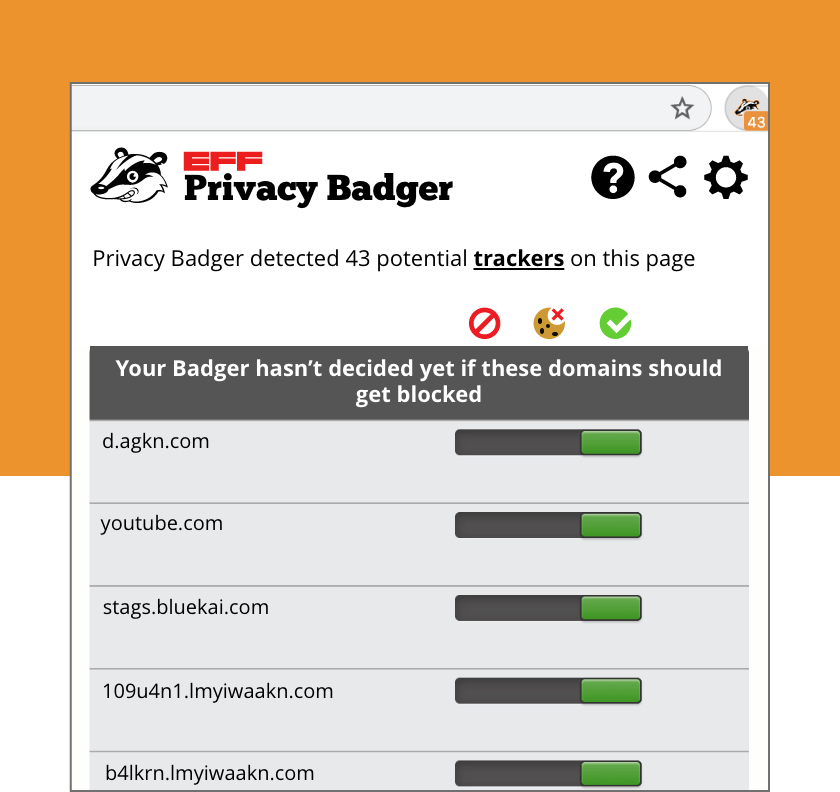 43
EFF
Privacy Badger
?
Privacy Badger detected 43 potential trackers on this page
Your Badger hasn’t decided yet if these domains should
get blocked
d.agkn.com
youtube.com
stags.bluekai.com
109u4n1.lmyiwaakn.com
b4lkrn.lmyiwaakn.com